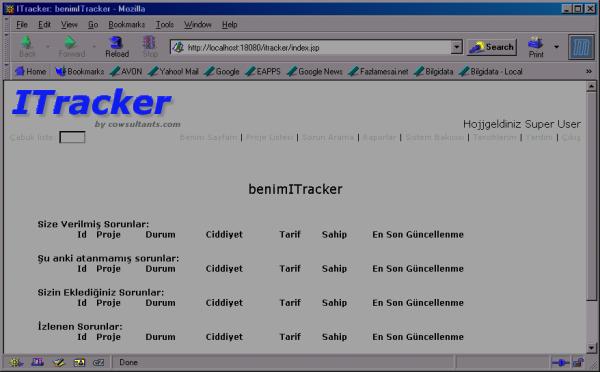 ITracker: benimITracker - Mozilla
File Edit View Go Bookmarks Tools Window Help
Back Forward Reload Stop http://localhost:18080/itracker/index.jsp Search Print
Home Bookmarks AVON Yahoo! Mail Google EAPPS Google News Fazlamesai.net Bilgidata Bilgidata - Local
ITracker
by cowsultants.com
Hojjgeldiniz Super User
Çabuk liste: Benim Sayfam | Proje Listesi | Sorun Arama | Raporlar | Sistem Bakıcısı | Tercihlerim | Yardım | Çıkış
benimITracker
Size Verilmiş Sorunlar:
Id Proje Durum Ciddiyet Tarif Sahip En Son Güncellenme
Şu anki atanmamış sorunlar:
Id Proje Durum Ciddiyet Tarif Sahip En Son Güncellenme
Sizin Eklediğiniz Sorunlar:
Id Proje Durum Ciddiyet Tarif Sahip En Son Güncellenme
İzlenen Sorunlar:
Id Proje Durum Ciddiyet Tarif Sahip En Son Güncellenme
Done